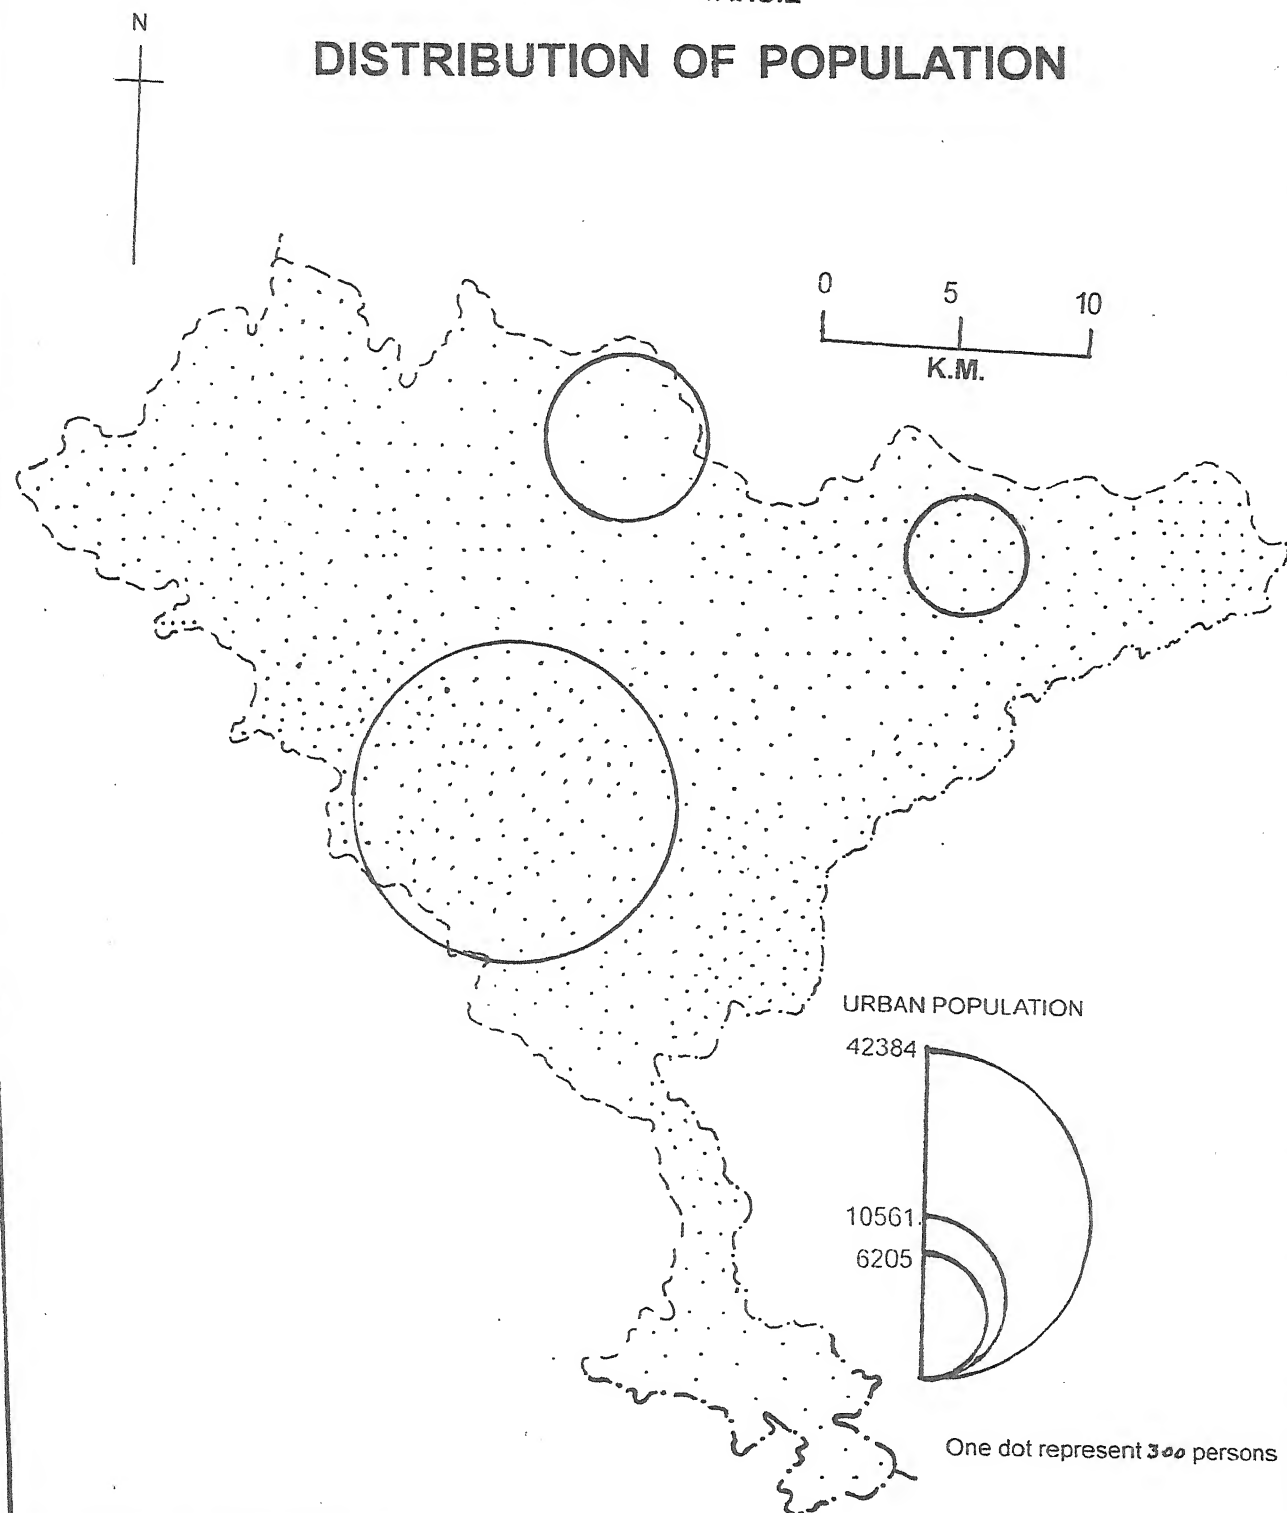 N
DISTRIBUTION OF POPULATION
0 5 10
K.M.
URBAN POPULATION
42384
10561
6205
One dot represent 300 persons